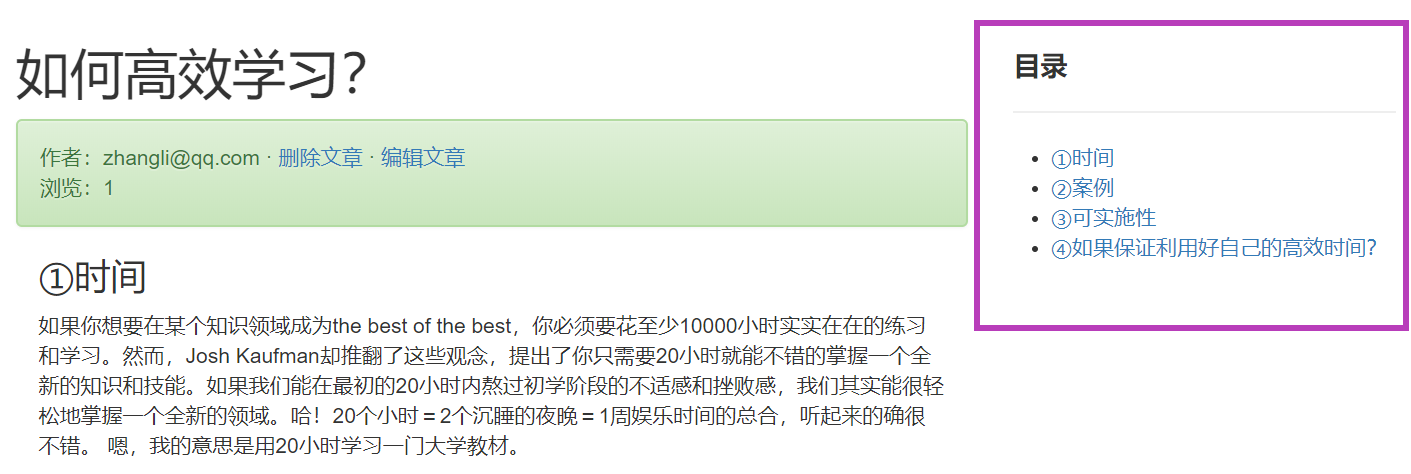 如何高效学习？
作者：zhangli@qq.com · 删除文章 · 编辑文章
浏览：1
①时间
如果你想要在某个知识领域成为the best of the best，你必须要花至少10000小时实实在在的练习
和学习。然而，Josh Kaufman却推翻了这些观念，提出了你只需要20小时就能不错的掌握一个全
新的知识和技能。如果我们能在最初的20小时内熬过初学阶段的不适感和挫败感，我们其实能很轻
松地掌握一个全新的领域。哈！20个小时＝2个沉睡的夜晚＝1周娱乐时间的总合，听起来的确很
不错。 嗯，我的意思是用20小时学习一门大学教材。
目录
①时间
②案例
③可实施性
④如果保证利用好自己的高效时间？